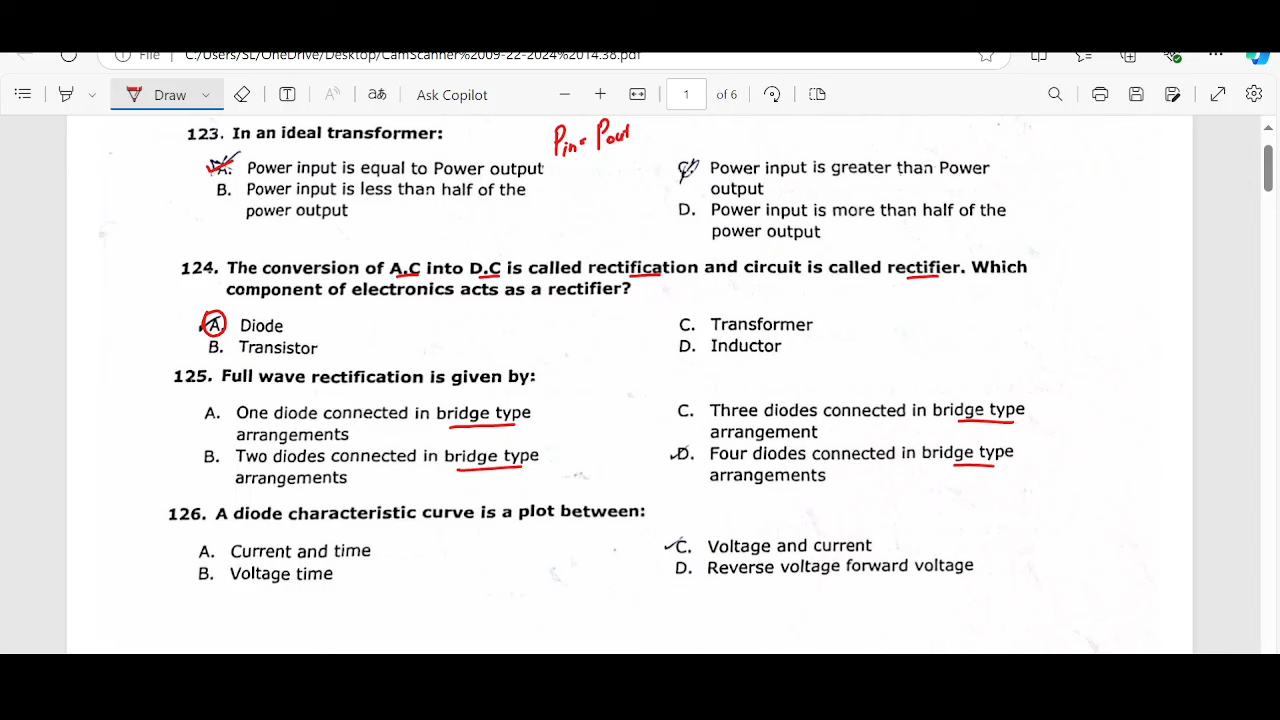 File C:/Users/SL/OneDrive/Desktop/CamScanner%2009-22-2024%2014.38.pdf
Draw Ask Copilot 1 of 6
123. In an ideal transformer: Pin = Pout
A. Power input is equal to Power output
B. Power input is less than half of the
power output
C. Power input is greater than Power
output
D. Power input is more than half of the
power output
124. The conversion of A.C into D.C is called rectification and circuit is called rectifier. Which
component of electronics acts as a rectifier?
A. Diode
B. Transistor
C. Transformer
D. Inductor
125. Full wave rectification is given by:
A. One diode connected in bridge type
arrangements
B. Two diodes connected in bridge type
arrangements
C. Three diodes connected in bridge type
arrangement
D. Four diodes connected in bridge type
arrangements
126. A diode characteristic curve is a plot between:
A. Current and time
B. Voltage time
C. Voltage and current
D. Reverse voltage forward voltage